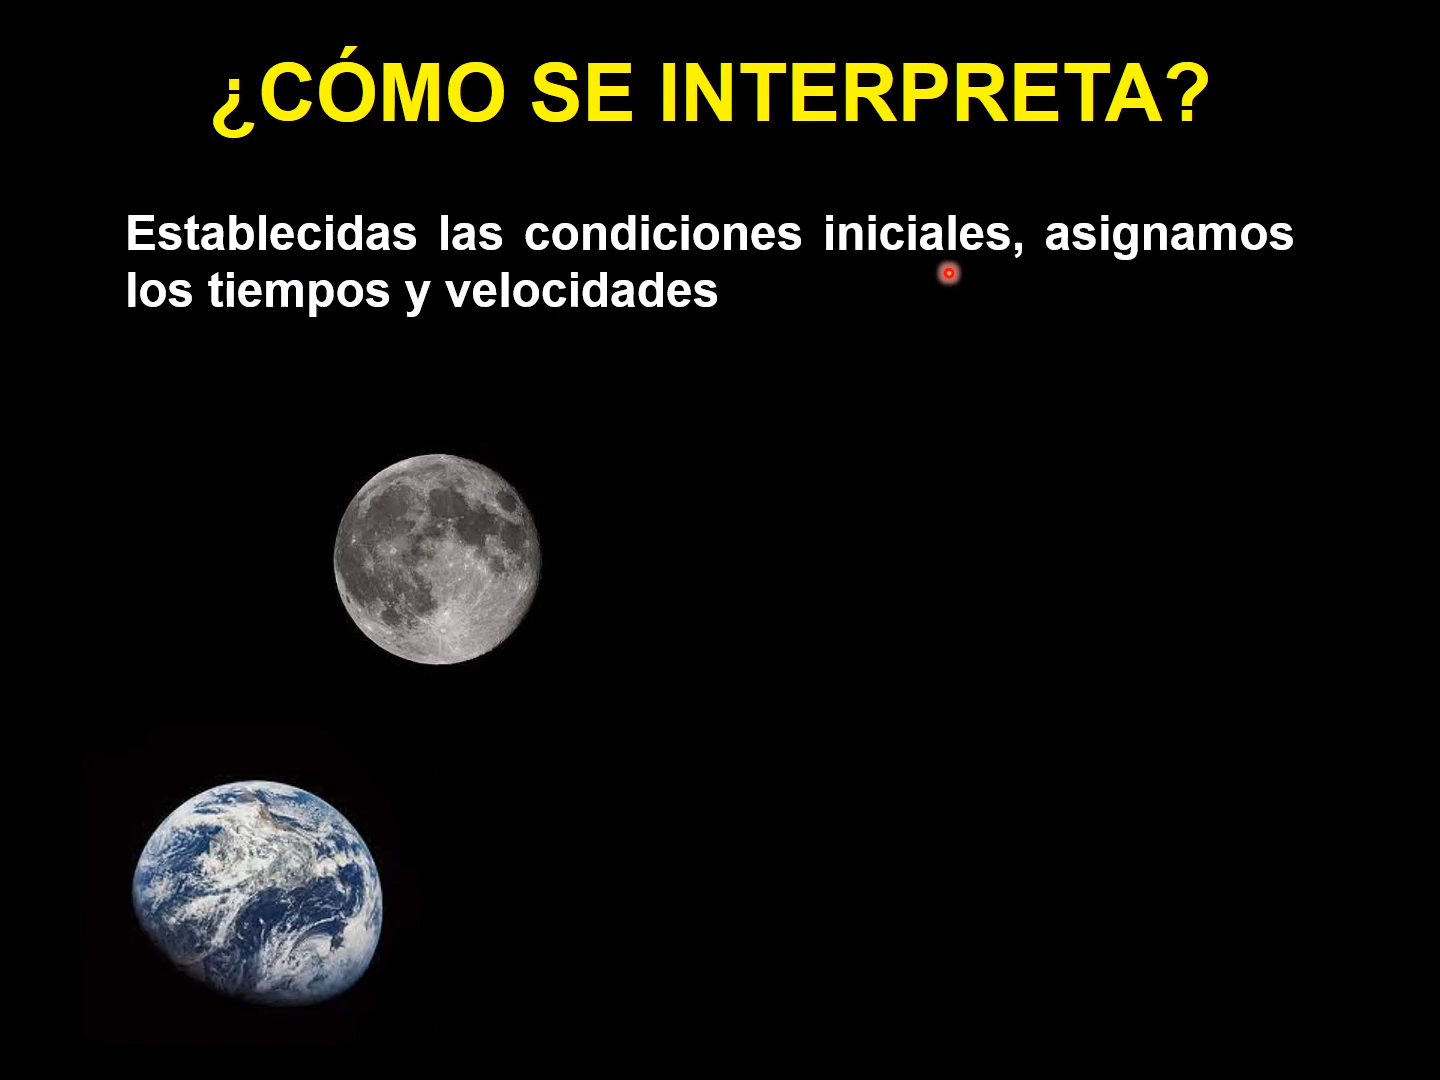 ¿CÓMO SE INTERPRETA?
Establecidas las condiciones iniciales, asignamos
los tiempos y velocidades